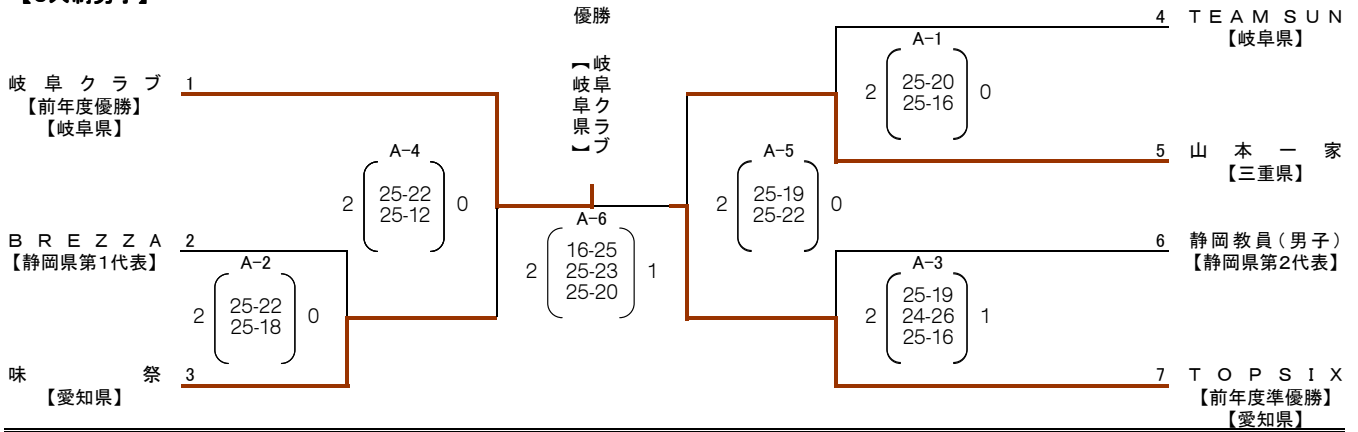 優勝
岐阜クラブ
【岐阜県】
岐阜クラブ 1
【前年度優勝】
【岐阜県】
BREZZA 2
【静岡県第1代表】
味祭 3
【愛知県】
A-2
2 25-22 0
25-18
A-4
2 25-22 0
25-12
A-6
16-25
2 25-23 1
25-20
A-5
2 25-19 0
25-22
A-1
2 25-20 0
25-16
A-3
25-19
2 24-26 1
25-16
4 TEAM SUN
【岐阜県】
5 山本一家
【三重県】
6 静岡教員(男子)
【静岡県第2代表】
7 TOPSIX
【前年度準優勝】
【愛知県】